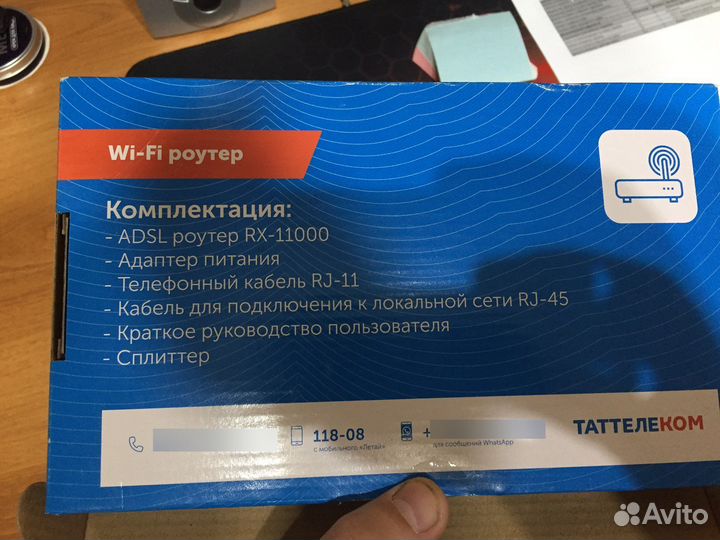 Wi-Fi роутер
Комплектация:
- ADSL роутер RX-11000
- Адаптер питания
- Телефонный кабель RJ-11
- Кабель для подключения к локальной сети RJ-45
- Краткое руководство пользователя
- Сплиттер
118-08
с мобильного «Летай»
+
для сообщений WhatsApp
ТАТТЕЛЕКОМ
Avito